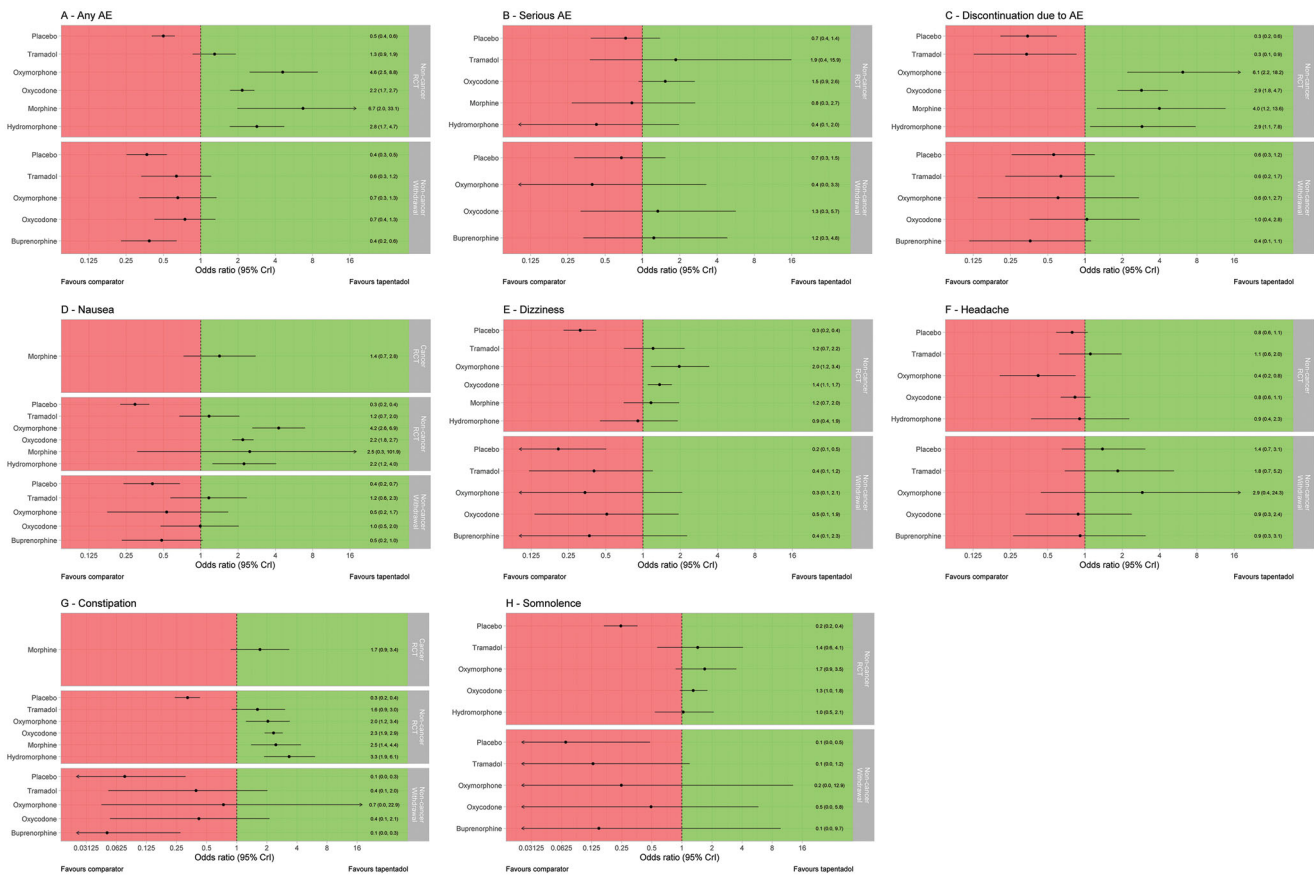 A - Any AE
Placebo 0.5 (0.4, 0.6)
Tramadol 1.3 (0.9, 1.9)
Oxymorphone 4.6 (2.5, 8.8)
Oxycodone 2.2 (1.7, 2.7)
Morphine 6.7 (2.0, 33.1)
Hydromorphone 2.8 (1.7, 4.7)
Non-cancer RCT
Placebo 0.4 (0.3, 0.5)
Tramadol 0.6 (0.3, 1.2)
Oxymorphone 0.7 (0.3, 1.3)
Oxycodone 0.7 (0.4, 1.3)
Buprenorphine 0.4 (0.2, 0.6)
Non-cancer Withdrawal
0.125 0.25 0.5 1 2 4 8 16
Odds ratio (95% CrI)
Favours comparator Favours tapentadol
B - Serious AE
Placebo 0.7 (0.4, 1.4)
Tramadol 1.9 (0.4, 15.9)
Oxycodone 1.5 (0.9, 2.6)
Morphine 0.8 (0.3, 2.7)
Hydromorphone 0.4 (0.1, 2.0)
Non-cancer RCT
Placebo 0.7 (0.3, 1.5)
Oxymorphone 0.4 (0.0, 3.3)
Oxycodone 1.3 (0.3, 5.7)
Buprenorphine 1.2 (0.3, 4.8)
Non-cancer Withdrawal
0.125 0.25 0.5 1 2 4 8 16
Odds ratio (95% CrI)
Favours comparator Favours tapentadol
C - Discontinuation due to AE
Placebo 0.3 (0.2, 0.6)
Tramadol 0.3 (0.1, 0.9)
Oxymorphone 6.1 (2.2, 18.2)
Oxycodone 2.9 (1.8, 4.7)
Morphine 4.0 (1.2, 13.6)
Hydromorphone 2.9 (1.1, 7.8)
Non-cancer RCT
Placebo 0.6 (0.3, 1.2)
Tramadol 0.6 (0.2, 1.7)
Oxymorphone 0.6 (0.1, 2.7)
Oxycodone 1.0 (0.4, 2.8)
Buprenorphine 0.4 (0.1, 1.1)
Non-cancer Withdrawal
0.125 0.25 0.5 1 2 4 8 16
Odds ratio (95% CrI)
Favours comparator Favours tapentadol
D - Nausea
Morphine 1.4 (0.7, 2.8)
Cancer RCT
Placebo 0.3 (0.2, 0.4)
Tramadol 1.2 (0.7, 2.0)
Oxymorphone 4.2 (2.6, 6.9)
Oxycodone 2.2 (1.8, 2.7)
Morphine 2.5 (0.3, 101.9)
Hydromorphone 2.2 (1.2, 4.0)
Non-cancer RCT
Placebo 0.4 (0.2, 0.7)
Tramadol 1.2 (0.6, 2.3)
Oxymorphone 0.5 (0.2, 1.7)
Oxycodone 1.0 (0.5, 2.0)
Buprenorphine 0.5 (0.2, 1.0)
Non-cancer Withdrawal
0.125 0.25 0.5 1 2 4 8 16
Odds ratio (95% CrI)
Favours comparator Favours tapentadol
E - Dizziness
Placebo 0.3 (0.2, 0.4)
Tramadol 1.2 (0.7, 2.2)
Oxymorphone 2.0 (1.2, 3.4)
Oxycodone 1.4 (1.1, 1.7)
Morphine 1.2 (0.7, 2.0)
Hydromorphone 0.9 (0.4, 1.9)
Non-cancer RCT
Placebo 0.2 (0.1, 0.5)
Tramadol 0.4 (0.1, 1.2)
Oxymorphone 0.3 (0.1, 2.1)
Oxycodone 0.5 (0.1, 1.9)
Buprenorphine 0.4 (0.1, 2.3)
Non-cancer Withdrawal
0.125 0.25 0.5 1 2 4 8 16
Odds ratio (95% CrI)
Favours comparator Favours tapentadol
F - Headache
Placebo 0.8 (0.6, 1.1)
Tramadol 1.1 (0.6, 2.0)
Oxymorphone 0.4 (0.2, 0.8)
Oxycodone 0.8 (0.6, 1.1)
Hydromorphone 0.9 (0.4, 2.3)
Non-cancer RCT
Placebo 1.4 (0.7, 3.1)
Tramadol 1.8 (0.7, 5.2)
Oxymorphone 2.9 (0.4, 24.3)
Oxycodone 0.9 (0.3, 2.4)
Buprenorphine 0.9 (0.3, 3.1)
Non-cancer Withdrawal
0.125 0.25 0.5 1 2 4 8 16
Odds ratio (95% CrI)
Favours comparator Favours tapentadol
G - Constipation
Morphine 1.7 (0.9, 3.4)
Cancer RCT
Placebo 0.3 (0.2, 0.4)
Tramadol 1.6 (0.9, 3.0)
Oxymorphone 2.0 (1.2, 3.4)
Oxycodone 2.3 (1.9, 2.9)
Morphine 2.5 (1.4, 4.4)
Hydromorphone 3.3 (1.9, 6.1)
Non-cancer RCT
Placebo 0.1 (0.0, 0.3)
Tramadol 0.4 (0.1, 2.0)
Oxymorphone 0.7 (0.0, 22.9)
Oxycodone 0.4 (0.1, 2.1)
Buprenorphine 0.1 (0.0, 0.3)
Non-cancer Withdrawal
0.03125 0.0625 0.125 0.25 0.5 1 2 4 8 16
Odds ratio (95% CrI)
Favours comparator Favours tapentadol
H - Somnolence
Placebo 0.2 (0.2, 0.4)
Tramadol 1.4 (0.6, 4.1)
Oxymorphone 1.7 (0.9, 3.5)
Oxycodone 1.3 (1.0, 1.8)
Hydromorphone 1.0 (0.5, 2.1)
Non-cancer RCT
Placebo 0.1 (0.0, 0.5)
Tramadol 0.1 (0.0, 1.2)
Oxymorphone 0.2 (0.0, 12.9)
Oxycodone 0.5 (0.0, 5.8)
Buprenorphine 0.1 (0.0, 9.7)
Non-cancer Withdrawal
0.03125 0.0625 0.125 0.25 0.5 1 2 4 8 16
Odds ratio (95% CrI)
Favours comparator Favours tapentadol